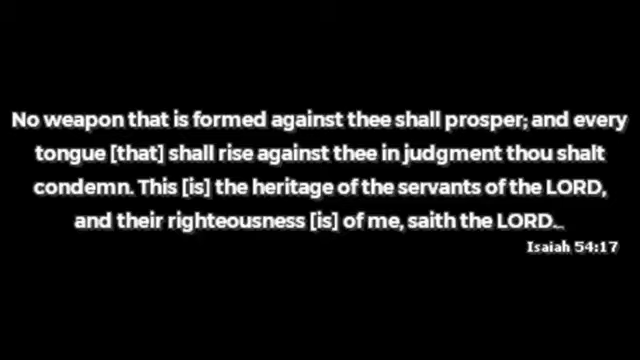 No weapon that is formed against thee shall prosper; and every
tongue [that] shall rise against thee in judgment thou shalt
condemn. This [is] the heritage of the servants of the LORD,
and their righteousness [is] of me, saith the LORD..
Isaiah 54:17